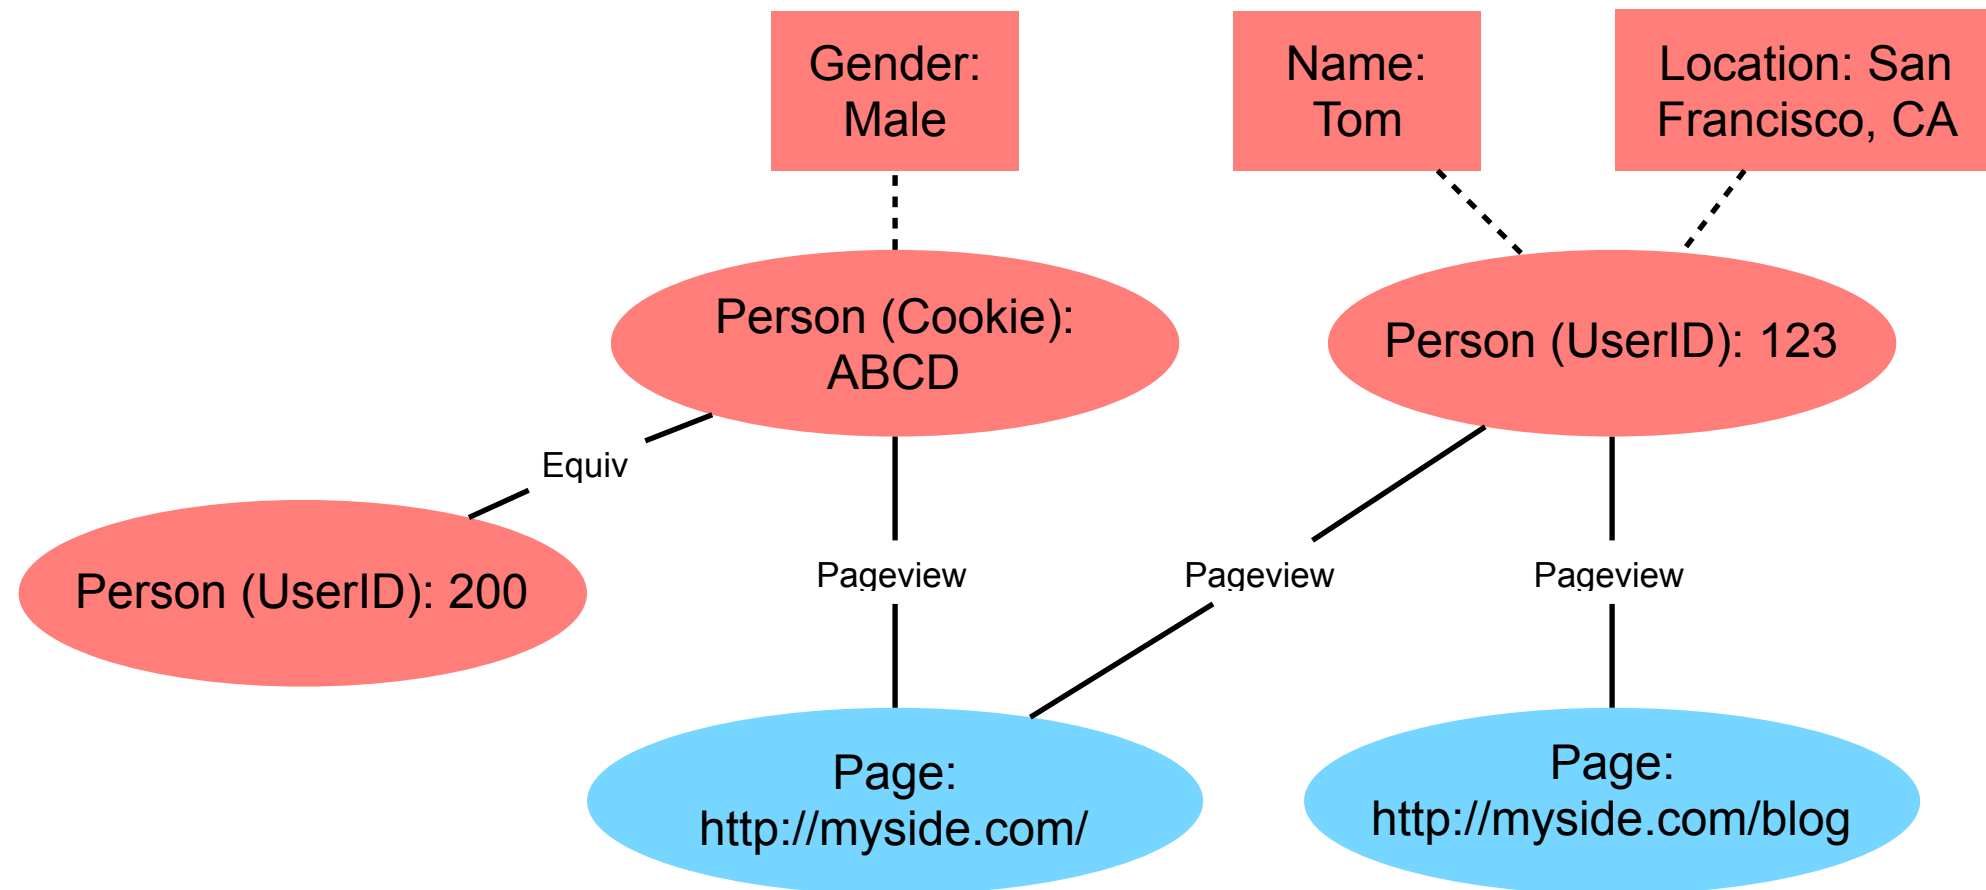 Gender:
Male
Name:
Tom
Location: San
Francisco, CA
Person (Cookie):
ABCD
Person (UserID): 123
Equiv
Person (UserID): 200
Pageview
Pageview
Pageview
Page:
http://myside.com/
Page:
http://myside.com/blog